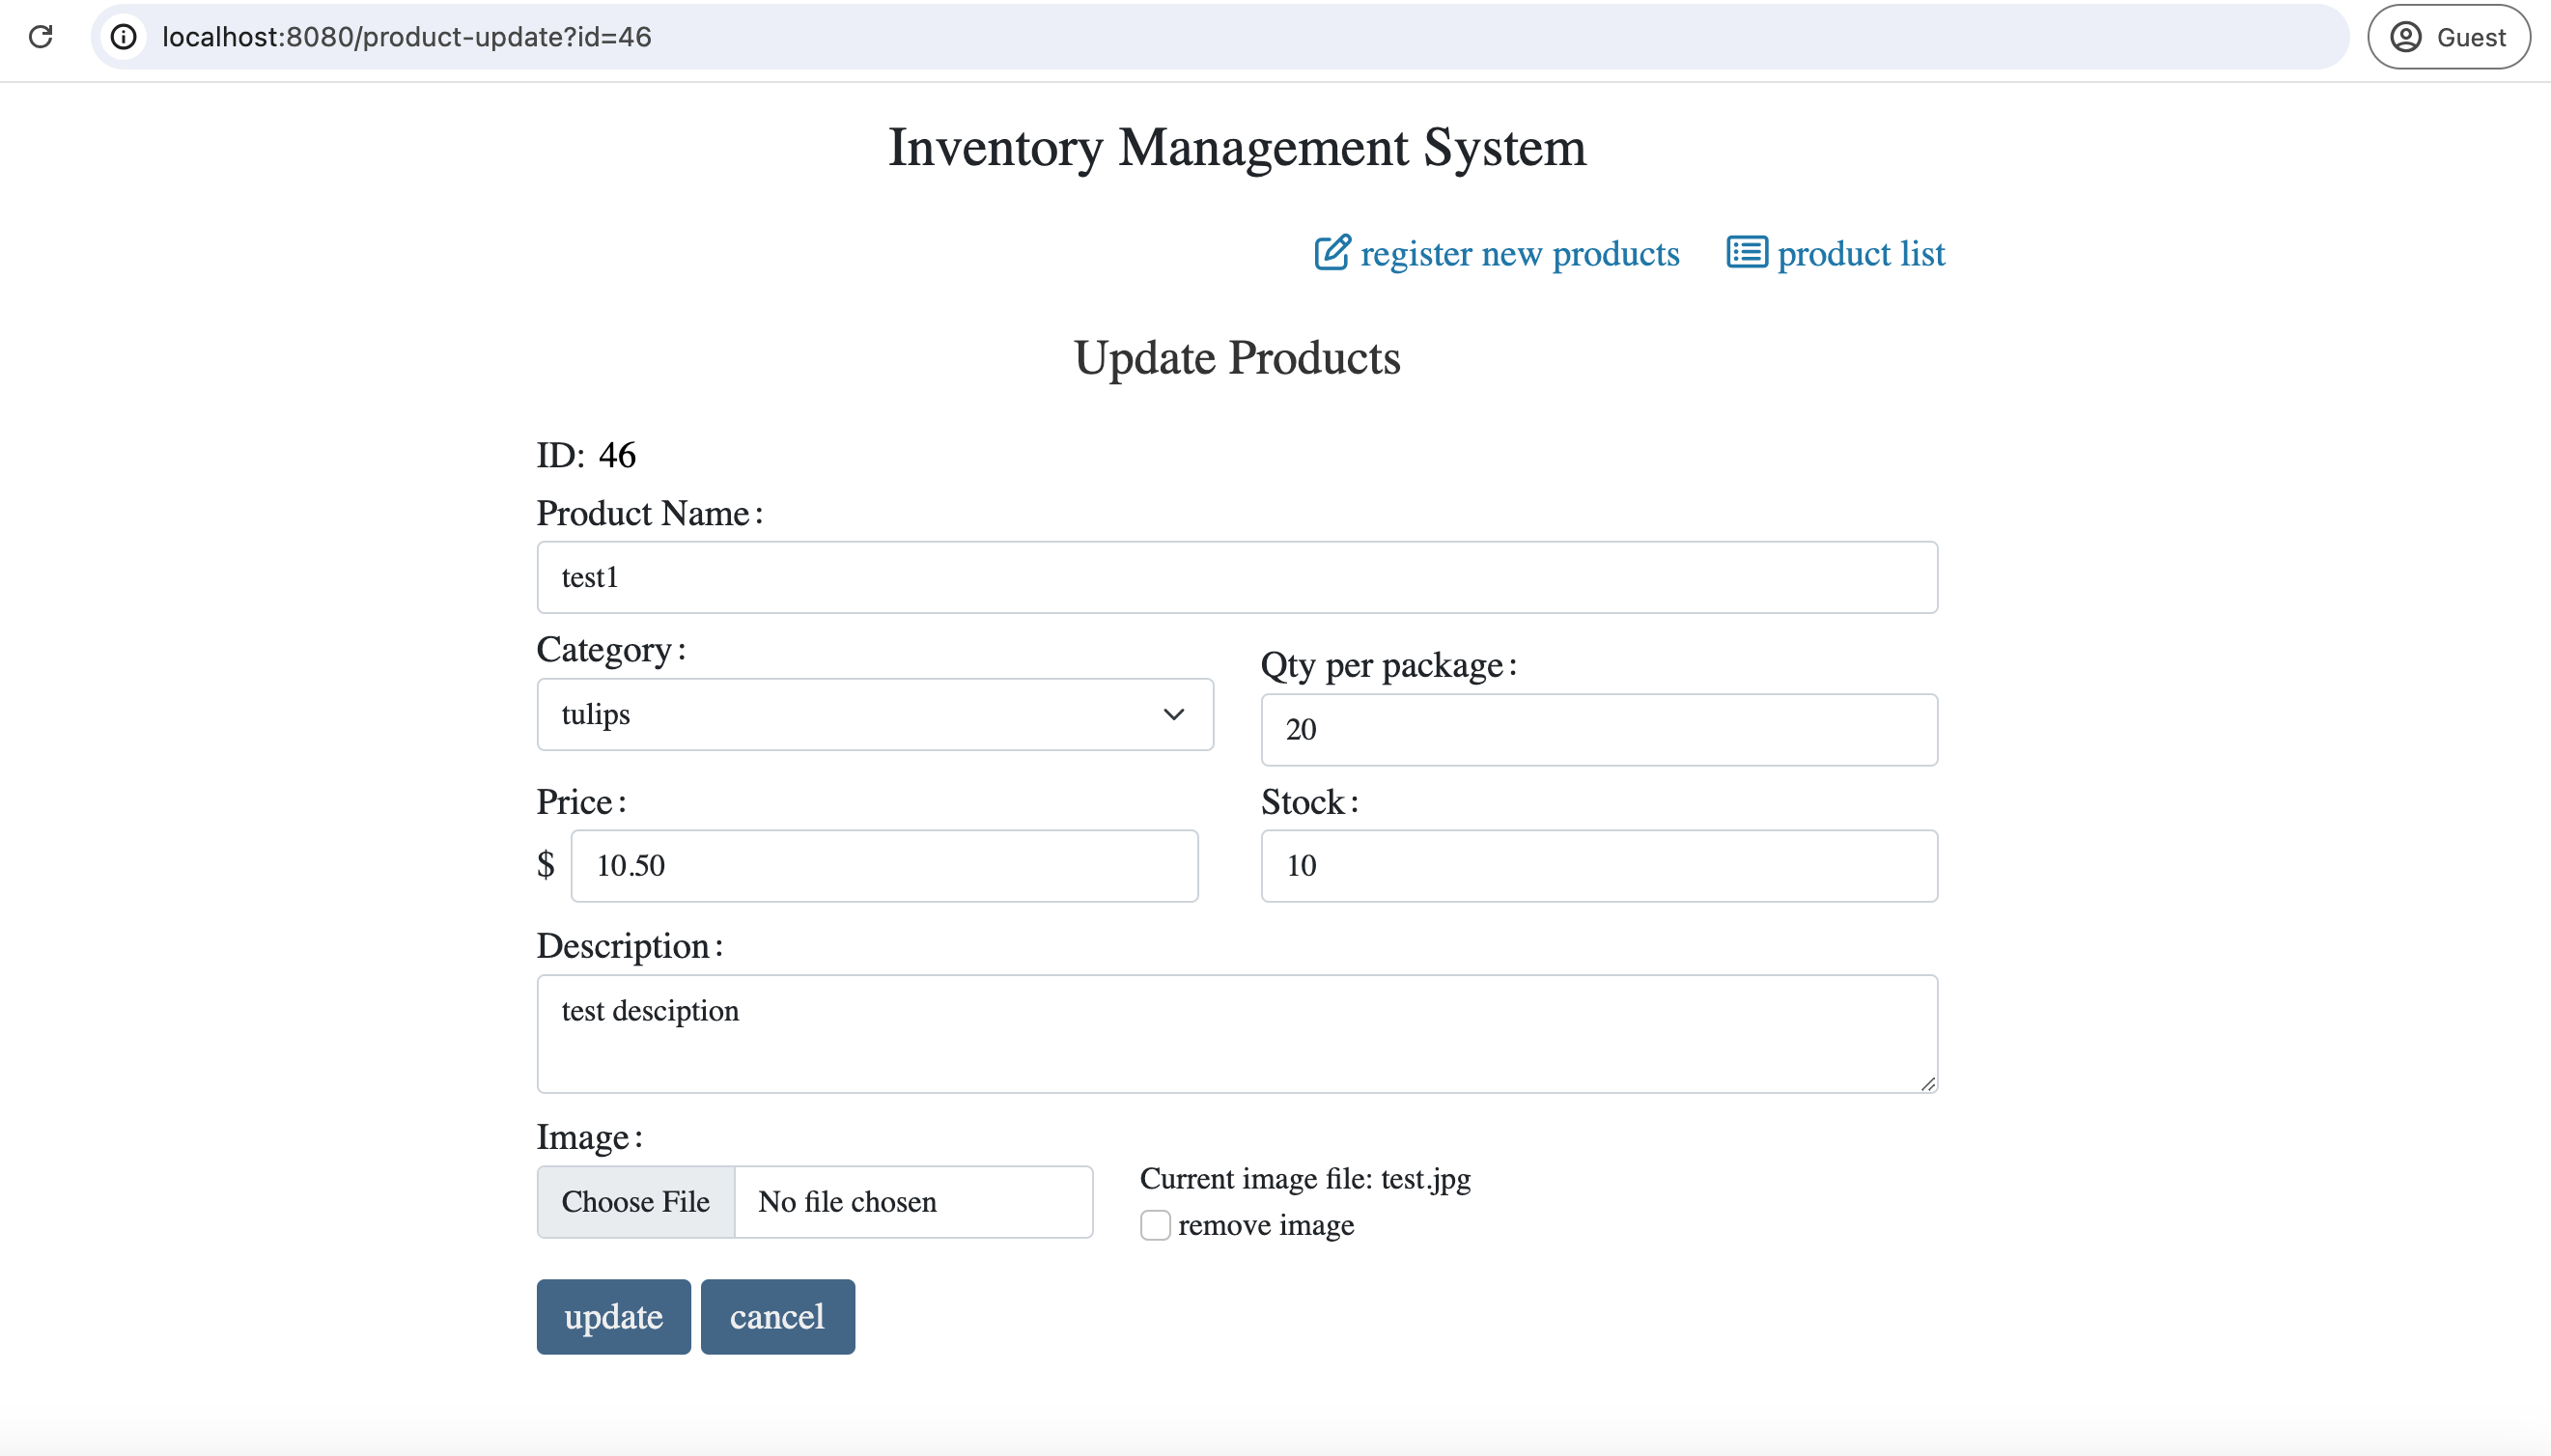 localhost:8080/product-update?id=46
Guest
Inventory Management System
register new products product list
Update Products
ID: 46
Product Name:
test1
Category:
Qty per package:
tulips
20
Price:
Stock:
$ 10.50
10
Description:
test desciption
Image:
Choose File No file chosen
Current image file: test.jpg
remove image
update cancel